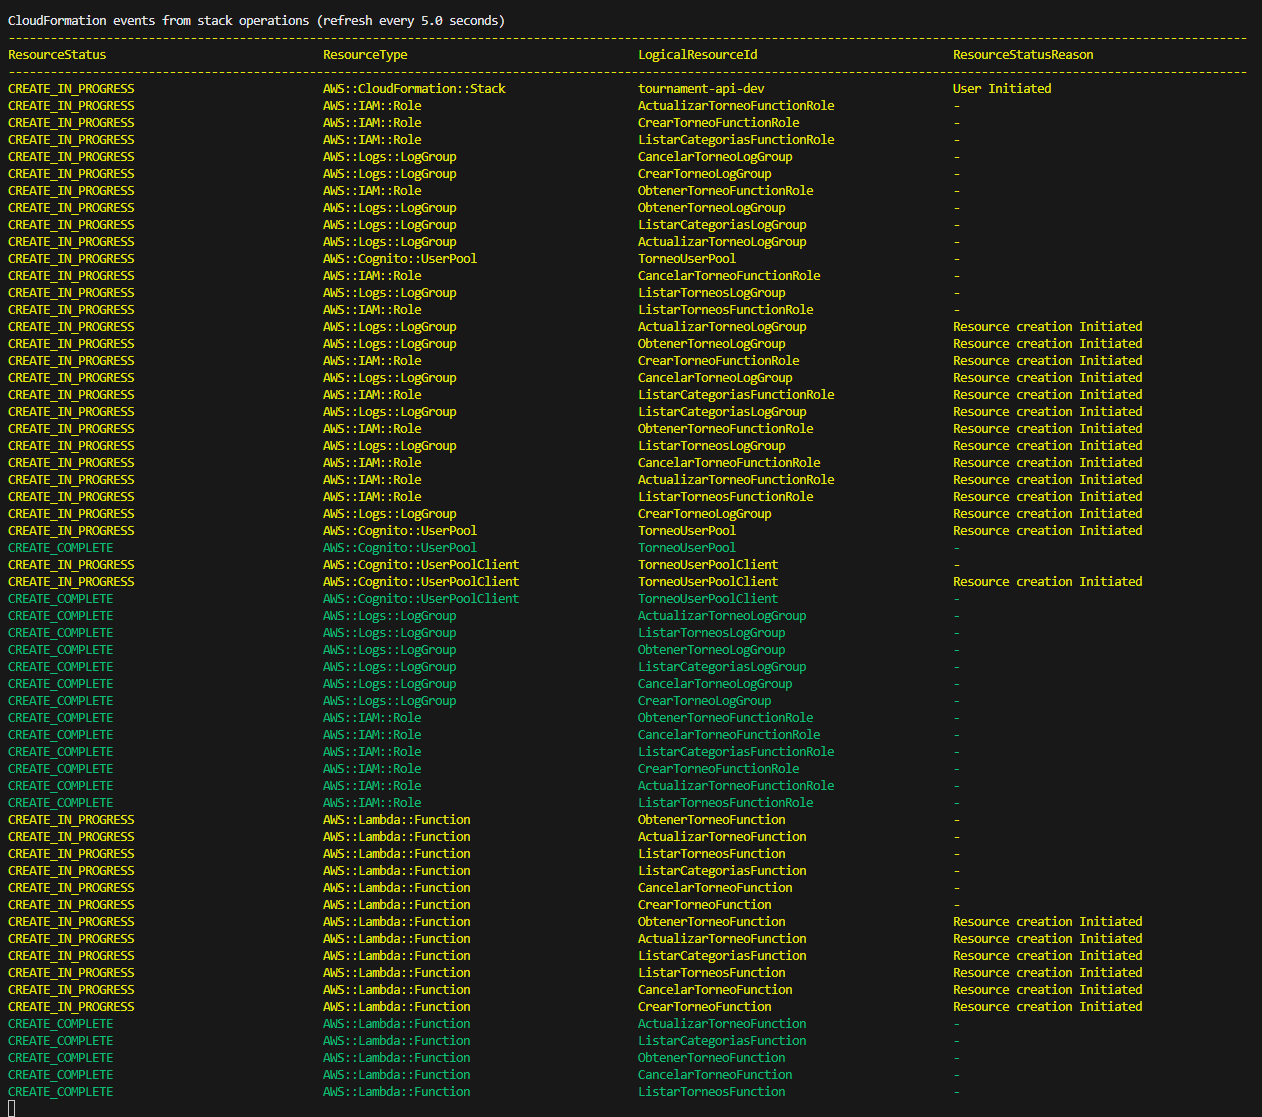 CloudFormation events from stack operations (refresh every 5.0 seconds)
ResourceStatus ResourceType LogicalResourceId ResourceStatusReason
CREATE_IN_PROGRESS AWS::CloudFormation::Stack tournament-api-dev User Initiated
CREATE_IN_PROGRESS AWS::IAM::Role ActualizarTorneoFunctionRole -
CREATE_IN_PROGRESS AWS::IAM::Role CrearTorneoFunctionRole -
CREATE_IN_PROGRESS AWS::IAM::Role ListarCategoriasFunctionRole -
CREATE_IN_PROGRESS AWS::Logs::LogGroup CancelarTorneoLogGroup -
CREATE_IN_PROGRESS AWS::Logs::LogGroup CrearTorneoLogGroup -
CREATE_IN_PROGRESS AWS::IAM::Role ObtenerTorneoFunctionRole -
CREATE_IN_PROGRESS AWS::Logs::LogGroup ObtenerTorneoLogGroup -
CREATE_IN_PROGRESS AWS::Logs::LogGroup ListarCategoriasLogGroup -
CREATE_IN_PROGRESS AWS::Logs::LogGroup ActualizarTorneoLogGroup -
CREATE_IN_PROGRESS AWS::Cognito::UserPool TorneoUserPool -
CREATE_IN_PROGRESS AWS::IAM::Role CancelarTorneoFunctionRole -
CREATE_IN_PROGRESS AWS::Logs::LogGroup ListarTorneosLogGroup -
CREATE_IN_PROGRESS AWS::IAM::Role ListarTorneosFunctionRole -
CREATE_IN_PROGRESS AWS::Logs::LogGroup ActualizarTorneoLogGroup Resource creation Initiated
CREATE_IN_PROGRESS AWS::Logs::LogGroup ObtenerTorneoLogGroup Resource creation Initiated
CREATE_IN_PROGRESS AWS::IAM::Role CrearTorneoFunctionRole Resource creation Initiated
CREATE_IN_PROGRESS AWS::Logs::LogGroup CancelarTorneoLogGroup Resource creation Initiated
CREATE_IN_PROGRESS AWS::IAM::Role ListarCategoriasFunctionRole Resource creation Initiated
CREATE_IN_PROGRESS AWS::Logs::LogGroup ListarCategoriasLogGroup Resource creation Initiated
CREATE_IN_PROGRESS AWS::IAM::Role ObtenerTorneoFunctionRole Resource creation Initiated
CREATE_IN_PROGRESS AWS::Logs::LogGroup ListarTorneosLogGroup Resource creation Initiated
CREATE_IN_PROGRESS AWS::IAM::Role CancelarTorneoFunctionRole Resource creation Initiated
CREATE_IN_PROGRESS AWS::IAM::Role ActualizarTorneoFunctionRole Resource creation Initiated
CREATE_IN_PROGRESS AWS::IAM::Role ListarTorneosFunctionRole Resource creation Initiated
CREATE_IN_PROGRESS AWS::Logs::LogGroup CrearTorneoLogGroup Resource creation Initiated
CREATE_IN_PROGRESS AWS::Cognito::UserPool TorneoUserPool Resource creation Initiated
CREATE_COMPLETE AWS::Cognito::UserPool TorneoUserPool -
CREATE_IN_PROGRESS AWS::Cognito::UserPoolClient TorneoUserPoolClient -
CREATE_IN_PROGRESS AWS::Cognito::UserPoolClient TorneoUserPoolClient Resource creation Initiated
CREATE_COMPLETE AWS::Cognito::UserPoolClient TorneoUserPoolClient -
CREATE_COMPLETE AWS::Logs::LogGroup ActualizarTorneoLogGroup -
CREATE_COMPLETE AWS::Logs::LogGroup ListarTorneosLogGroup -
CREATE_COMPLETE AWS::Logs::LogGroup ObtenerTorneoLogGroup -
CREATE_COMPLETE AWS::Logs::LogGroup ListarCategoriasLogGroup -
CREATE_COMPLETE AWS::Logs::LogGroup CancelarTorneoLogGroup -
CREATE_COMPLETE AWS::Logs::LogGroup CrearTorneoLogGroup -
CREATE_COMPLETE AWS::IAM::Role ObtenerTorneoFunctionRole -
CREATE_COMPLETE AWS::IAM::Role CancelarTorneoFunctionRole -
CREATE_COMPLETE AWS::IAM::Role ListarCategoriasFunctionRole -
CREATE_COMPLETE AWS::IAM::Role CrearTorneoFunctionRole -
CREATE_COMPLETE AWS::IAM::Role ActualizarTorneoFunctionRole -
CREATE_COMPLETE AWS::IAM::Role ListarTorneosFunctionRole -
CREATE_IN_PROGRESS AWS::Lambda::Function ObtenerTorneoFunction -
CREATE_IN_PROGRESS AWS::Lambda::Function ActualizarTorneoFunction -
CREATE_IN_PROGRESS AWS::Lambda::Function ListarTorneosFunction -
CREATE_IN_PROGRESS AWS::Lambda::Function ListarCategoriasFunction -
CREATE_IN_PROGRESS AWS::Lambda::Function CancelarTorneoFunction -
CREATE_IN_PROGRESS AWS::Lambda::Function CrearTorneoFunction -
CREATE_IN_PROGRESS AWS::Lambda::Function ObtenerTorneoFunction Resource creation Initiated
CREATE_IN_PROGRESS AWS::Lambda::Function ActualizarTorneoFunction Resource creation Initiated
CREATE_IN_PROGRESS AWS::Lambda::Function ListarCategoriasFunction Resource creation Initiated
CREATE_IN_PROGRESS AWS::Lambda::Function ListarTorneosFunction Resource creation Initiated
CREATE_IN_PROGRESS AWS::Lambda::Function CancelarTorneoFunction Resource creation Initiated
CREATE_IN_PROGRESS AWS::Lambda::Function CrearTorneoFunction Resource creation Initiated
CREATE_COMPLETE AWS::Lambda::Function ActualizarTorneoFunction -
CREATE_COMPLETE AWS::Lambda::Function ListarCategoriasFunction -
CREATE_COMPLETE AWS::Lambda::Function ObtenerTorneoFunction -
CREATE_COMPLETE AWS::Lambda::Function CancelarTorneoFunction -
CREATE_COMPLETE AWS::Lambda::Function ListarTorneosFunction -